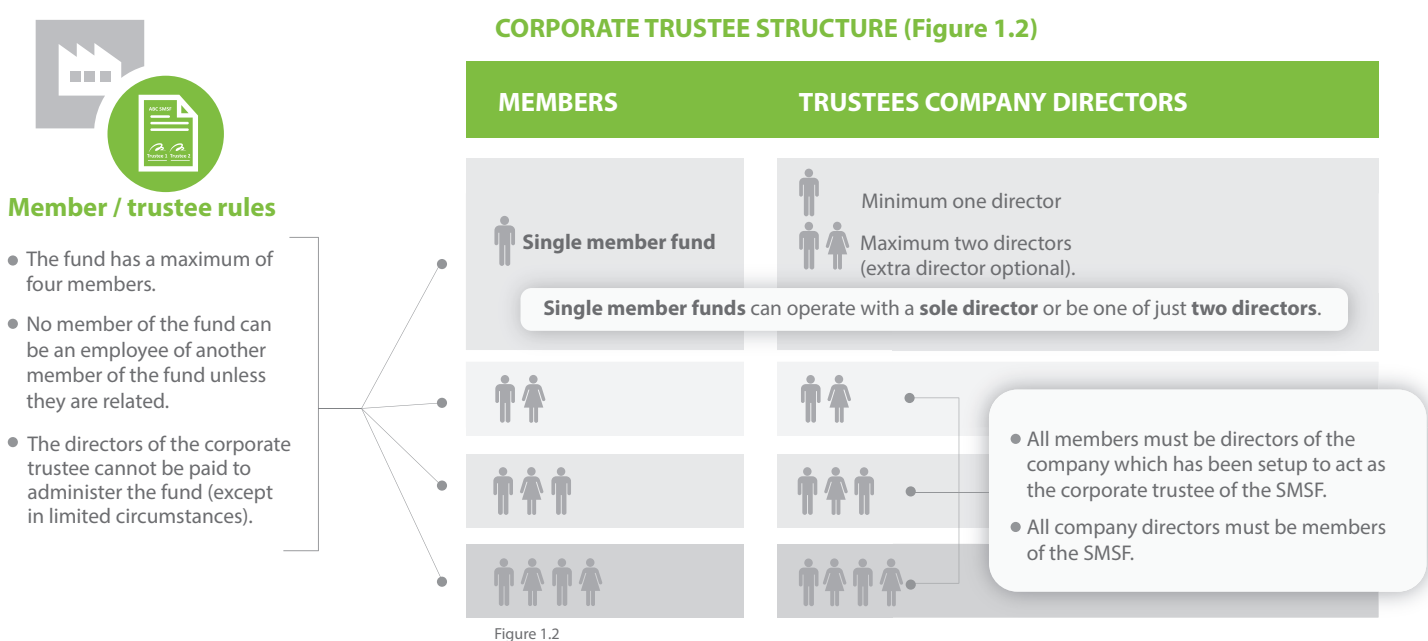 CORPORATE TRUSTEE STRUCTURE (Figure 1.2)
ABC SMSF
Trustee 1 Trustee 2
Member / trustee rules
The fund has a maximum of
four members.
No member of the fund can
be an employee of another
member of the fund unless
they are related.
The directors of the corporate
trustee cannot be paid to
administer the fund (except
in limited circumstances).
MEMBERS
TRUSTEES COMPANY DIRECTORS
Single member fund
Minimum one director
Maximum two directors
(extra director optional).
Single member funds can operate with a sole director or be one of just two directors.
All members must be directors of the
company which has been setup to act as
the corporate trustee of the SMSF.
All company directors must be members
of the SMSF.
Figure 1.2